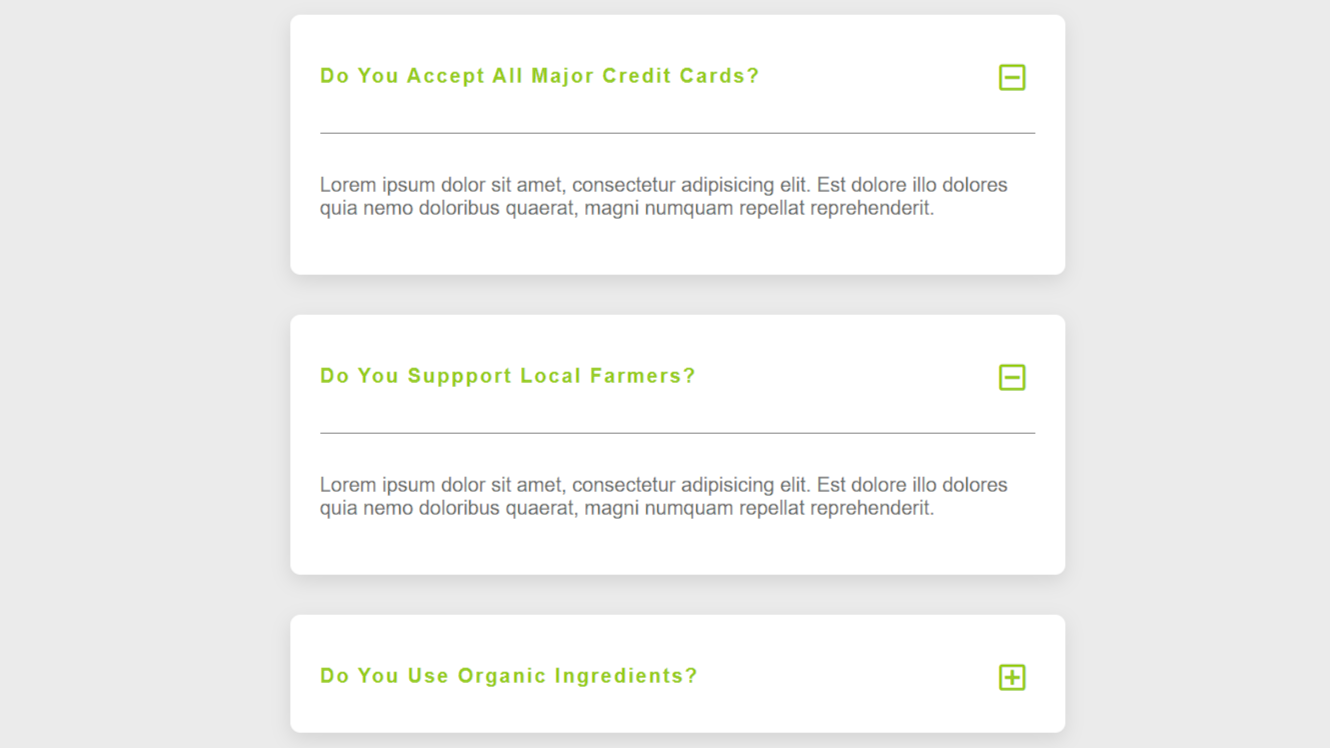 Do You Accept All Major Credit Cards?
Lorem ipsum dolor sit amet, consectetur adipisicing elit. Est dolore illo dolores
quia nemo doloribus quaerat, magni numquam repellat reprehenderit.
Do You Suppport Local Farmers?
Lorem ipsum dolor sit amet, consectetur adipisicing elit. Est dolore illo dolores
quia nemo doloribus quaerat, magni numquam repellat reprehenderit.
Do You Use Organic Ingredients?